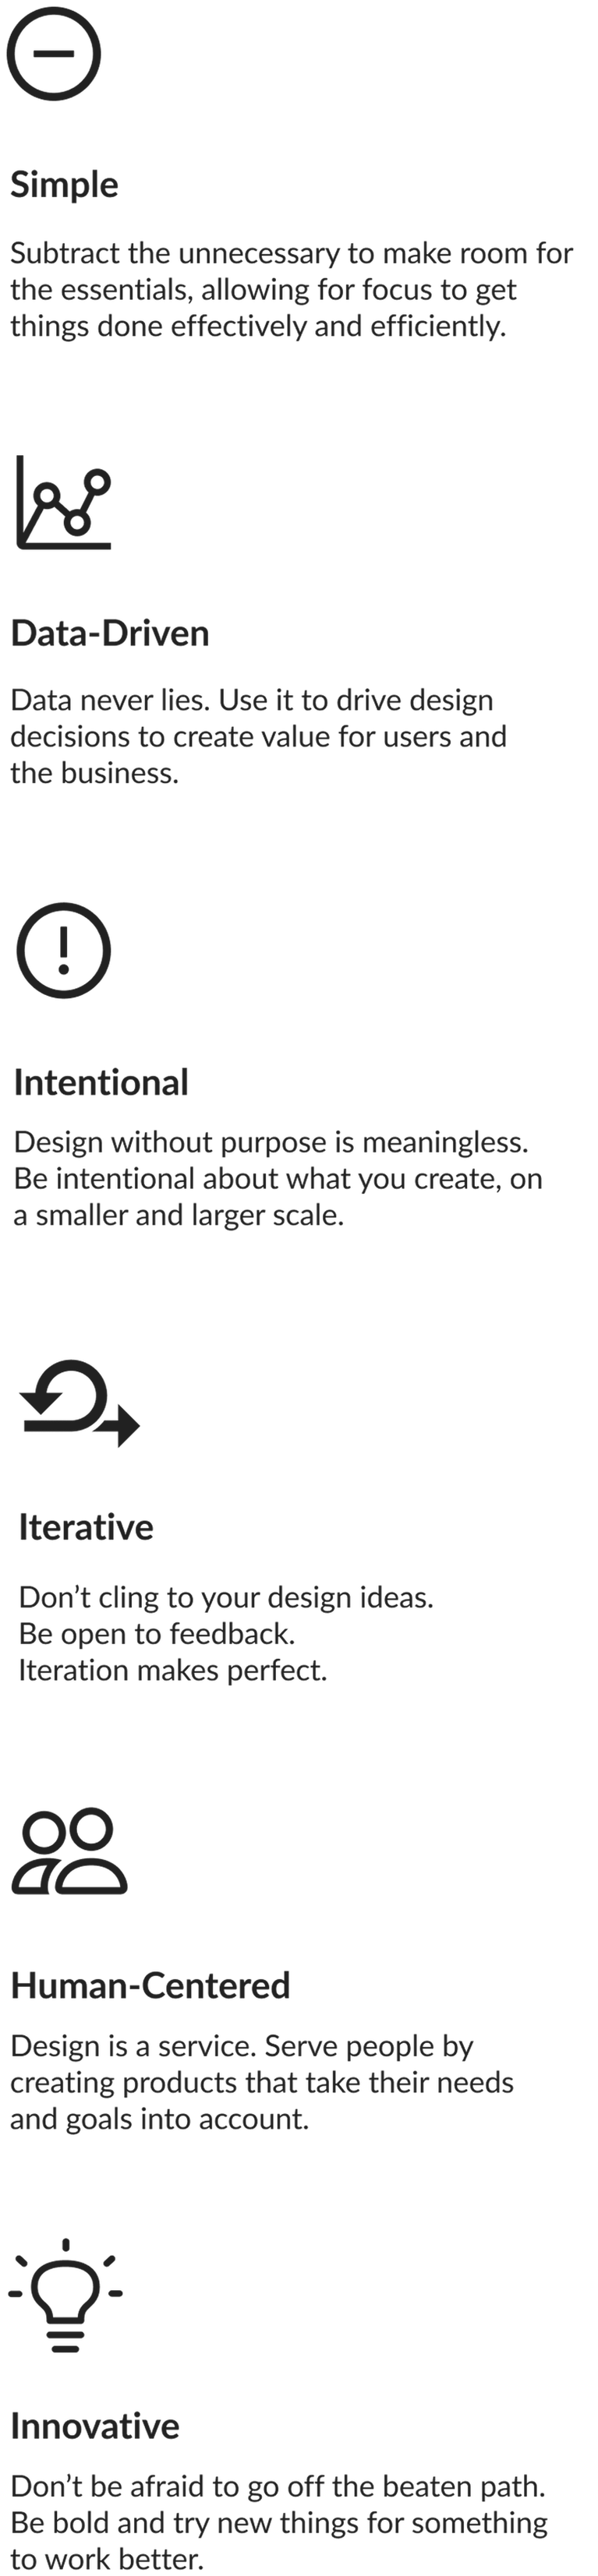 Simple
Subtract the unnecessary to make room for
the essentials, allowing for focus to get
things done effectively and efficiently.
Data-Driven
Data never lies. Use it to drive design
decisions to create value for users and
the business.
Intentional
Design without purpose is meaningless.
Be intentional about what you create, on
a smaller and larger scale.
Iterative
Don’t cling to your design ideas.
Be open to feedback.
Iteration makes perfect.
Human-Centered
Design is a service. Serve people by
creating products that take their needs
and goals into account.
Innovative
Don’t be afraid to go off the beaten path.
Be bold and try new things for something
to work better.